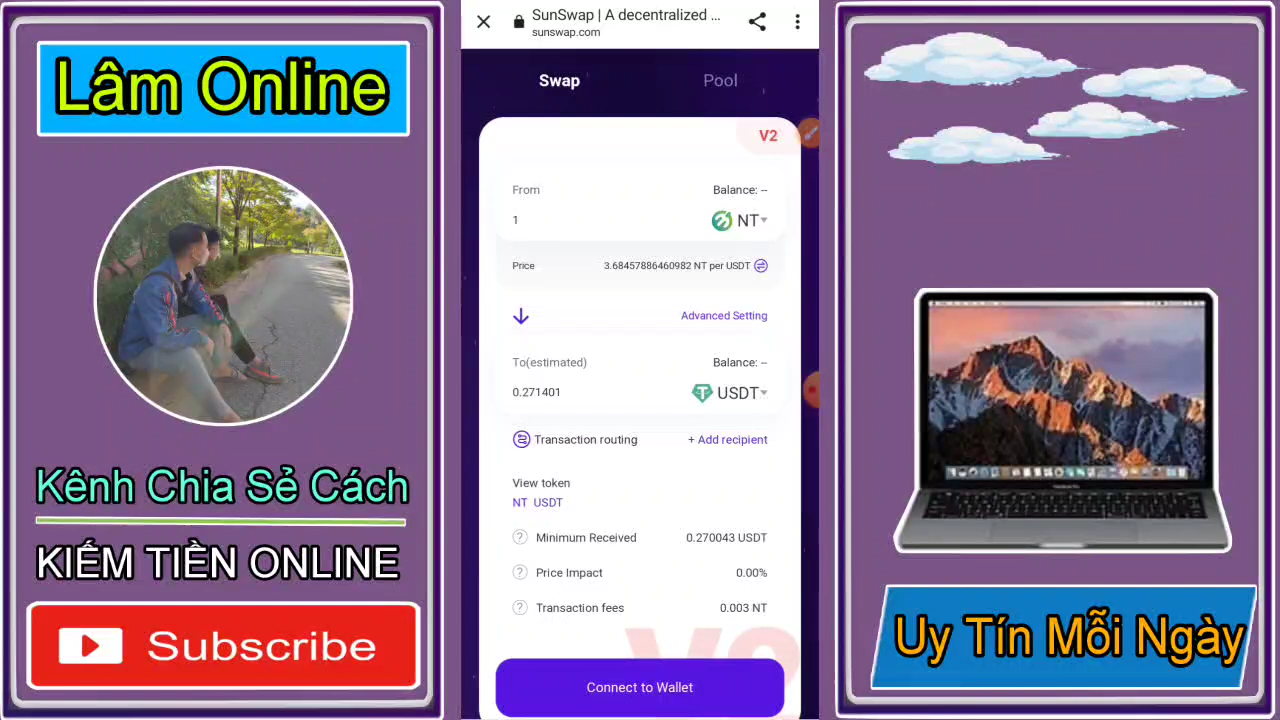 Lâm Online
Kênh Chia Sẻ Cách
KIẾM TIỀN ONLINE
Subscribe
SunSwap | A decentralized ...
sunswap.com
Swap
Pool
V2
From
Balance: --
1
NT
Price
3.68457886460982 NT per USDT
Advanced Setting
To(estimated)
Balance: --
0.271401
USDT
Transaction routing
+ Add recipient
View token
NT USDT
? Minimum Received
0.270043 USDT
? Price Impact
0.00%
? Transaction fees
0.003 NT
V2
Connect to Wallet
Uy Tín Mỗi Ngày